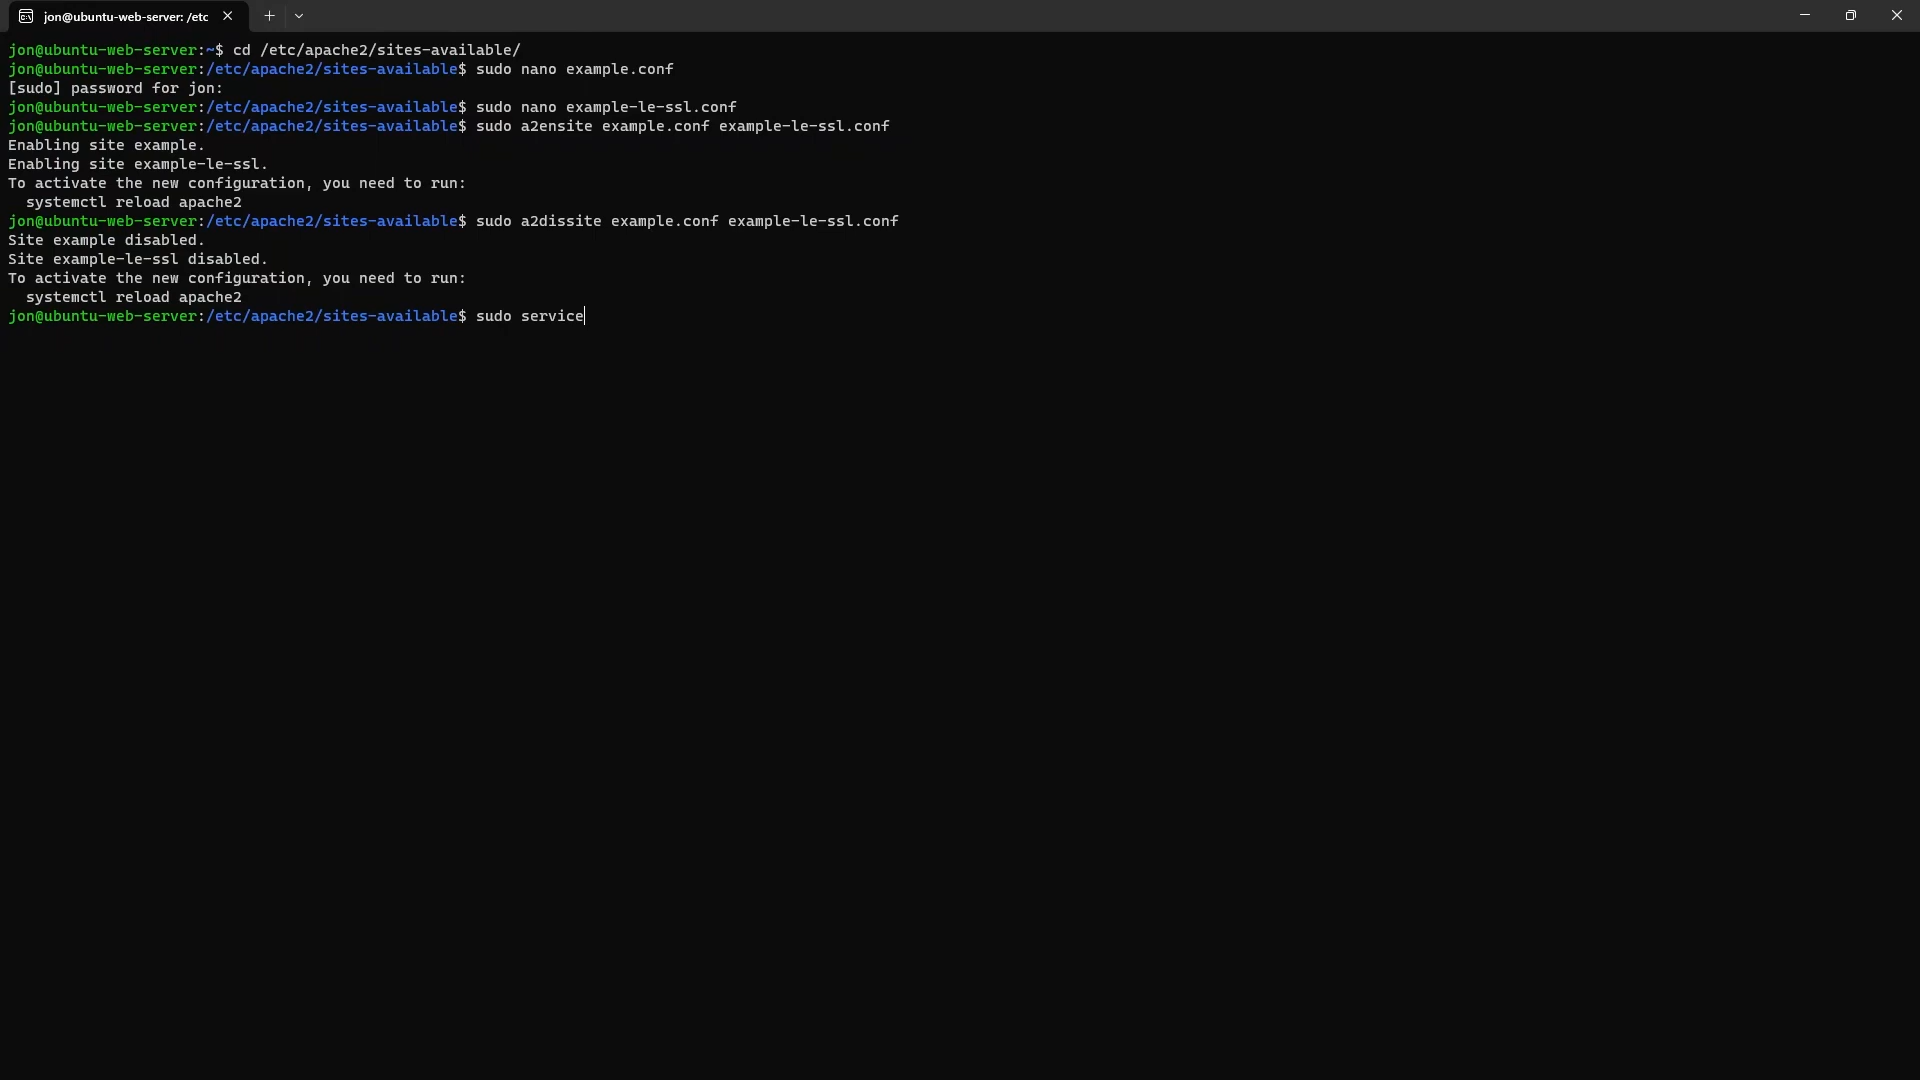 jon@ubuntu-web-server: /etc
jon@ubuntu-web-server:~$ cd /etc/apache2/sites-available/
jon@ubuntu-web-server:/etc/apache2/sites-available$ sudo nano example.conf
[sudo] password for jon:
jon@ubuntu-web-server:/etc/apache2/sites-available$ sudo nano example-le-ssl.conf
jon@ubuntu-web-server:/etc/apache2/sites-available$ sudo a2ensite example.conf example-le-ssl.conf
Enabling site example.
Enabling site example-le-ssl.
To activate the new configuration, you need to run:
  systemctl reload apache2
jon@ubuntu-web-server:/etc/apache2/sites-available$ sudo a2dissite example.conf example-le-ssl.conf
Site example disabled.
Site example-le-ssl disabled.
To activate the new configuration, you need to run:
  systemctl reload apache2
jon@ubuntu-web-server:/etc/apache2/sites-available$ sudo service